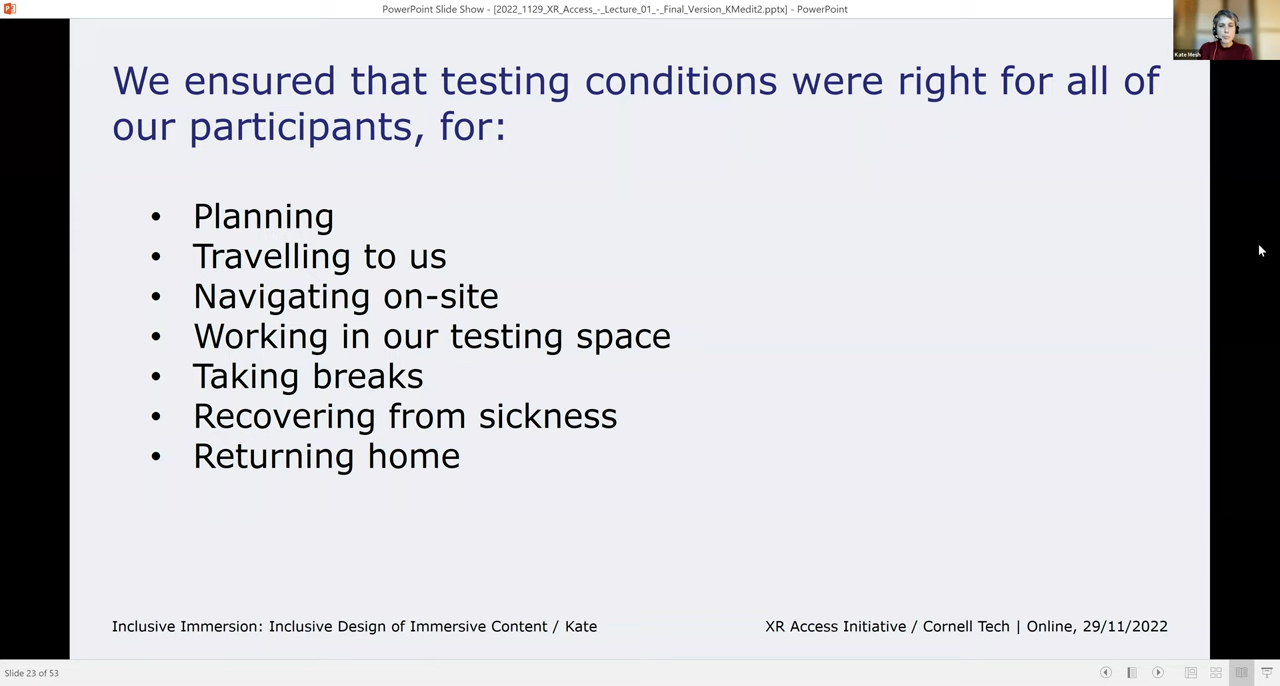 PowerPoint Slide Show - [2022_1129_XR_Access_-_Lecture_01_-_Final_Version_KMedit2.pptx] - PowerPoint
Kate Mesh
We ensured that testing conditions were right for all of
our participants, for:
• Planning
• Travelling to us
• Navigating on-site
• Working in our testing space
• Taking breaks
• Recovering from sickness
• Returning home
Inclusive Immersion: Inclusive Design of Immersive Content / Kate
XR Access Initiative / Cornell Tech | Online, 29/11/2022
Slide 23 of 53